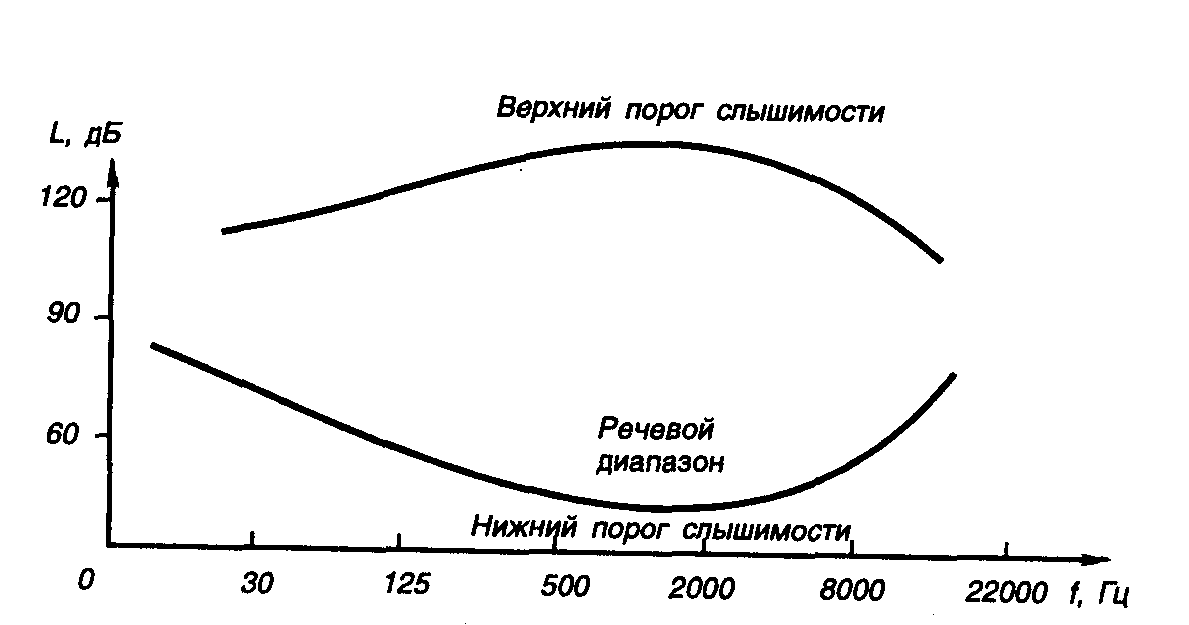 Верхний порог слышимости
L, дБ
120
90
60
Речевой
диапазон
Нижний порог слышимости
0 30 125 500 2000 8000 22000 f, Гц